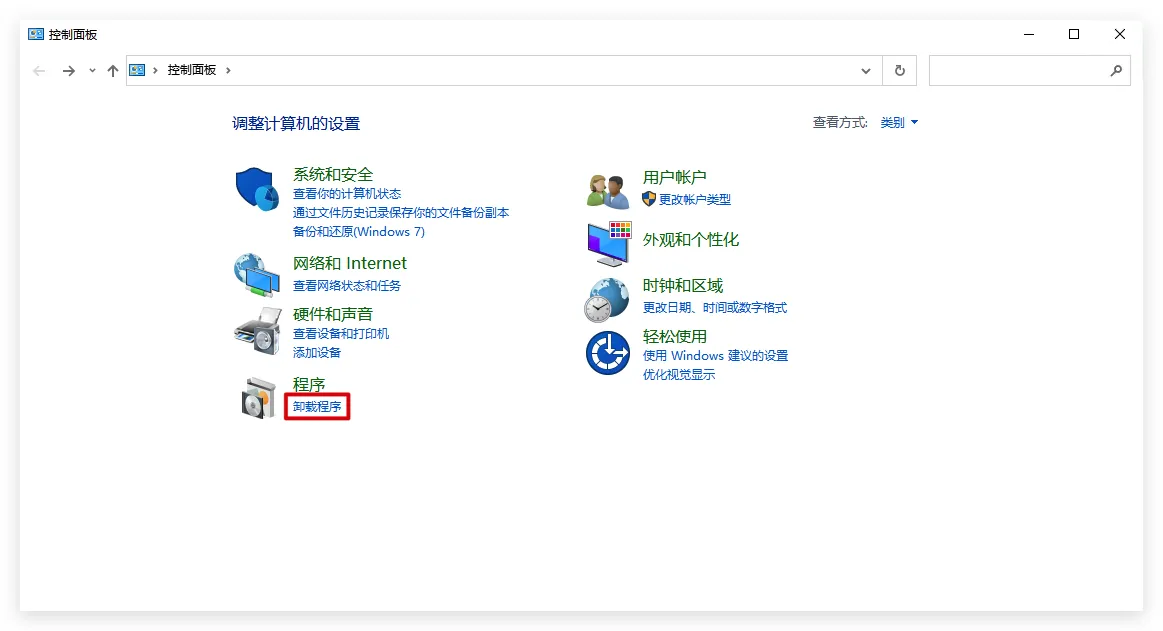 控制面板
控制面板
调整计算机的设置
查看方式: 类别
系统和安全
查看你的计算机状态
通过文件历史记录保存你的文件备份副本
备份和还原(Windows 7)
网络和 Internet
查看网络状态和任务
硬件和声音
查看设备和打印机
添加设备
程序
卸载程序
用户帐户
更改帐户类型
外观和个性化
时钟和区域
更改日期、时间或数字格式
轻松使用
使用 Windows 建议的设置
优化视觉显示